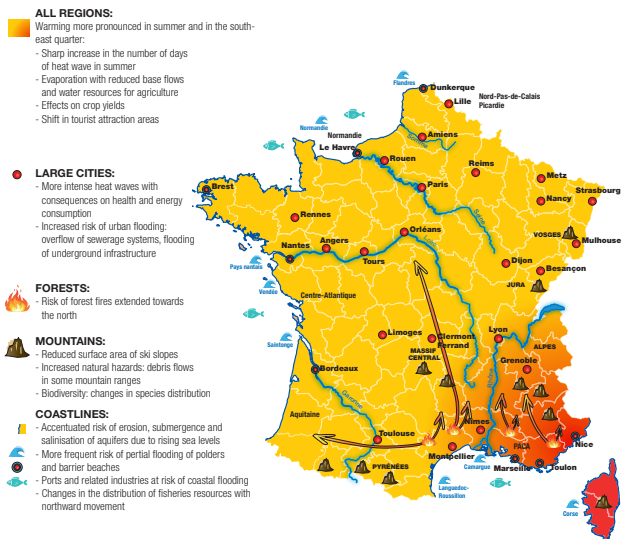 ALL REGIONS:
Warming more pronounced in summer and in the south-
east quarter:
- Sharp increase in the number of days
of heat wave in summer
- Evaporation with reduced base flows
and water resources for agriculture
- Effects on crop yields
- Shift in tourist attraction areas
LARGE CITIES:
- More intense heat waves with
consequences on health and energy
consumption
- Increased risk of urban flooding:
overflow of sewerage systems, flooding
of underground infrastructure
FORESTS:
- Risk of forest fires extended towards
the north
MOUNTAINS:
- Reduced surface area of ski slopes
- Increased natural hazards: debris flows
in some mountain ranges
- Biodiversity: changes in species distribution
COASTLINES:
- Accentuated risk of erosion, submergence and
salinisation of aquifers due to rising sea levels
- More frequent risk of pertial flooding of polders
and barrier beaches
- Ports and related industries at risk of coastal flooding
- Changes in the distribution of fisheries resources with
northward movement
Flandres
Dunkerque
Lille
Nord-Pas-de-Calais
Picardie
Normandie
Normandie
Le Havre
Amiens
Somme
Rouen
Reims
Metz
Strasbourg
Brest
Paris
Nancy
Seine
Rennes
Orléans
VOSGES
Mulhouse
Nantes
Angers
Tours
Dijon
Besançon
Pays nantais
JURA
Vendée
Centre-Atlantique
Saintonge
Limoges
Clermont
Ferrand
Lyon
ALPES
MASSIF
CENTRAL
Grenoble
Bordeaux
Rhône
Garonne
Aquitaine
Toulouse
Nimes
PACA
Nice
Montpellier
Camargue
Marseille
Toulon
PYRÉNÉES
Languedoc-
Roussillon
Corse